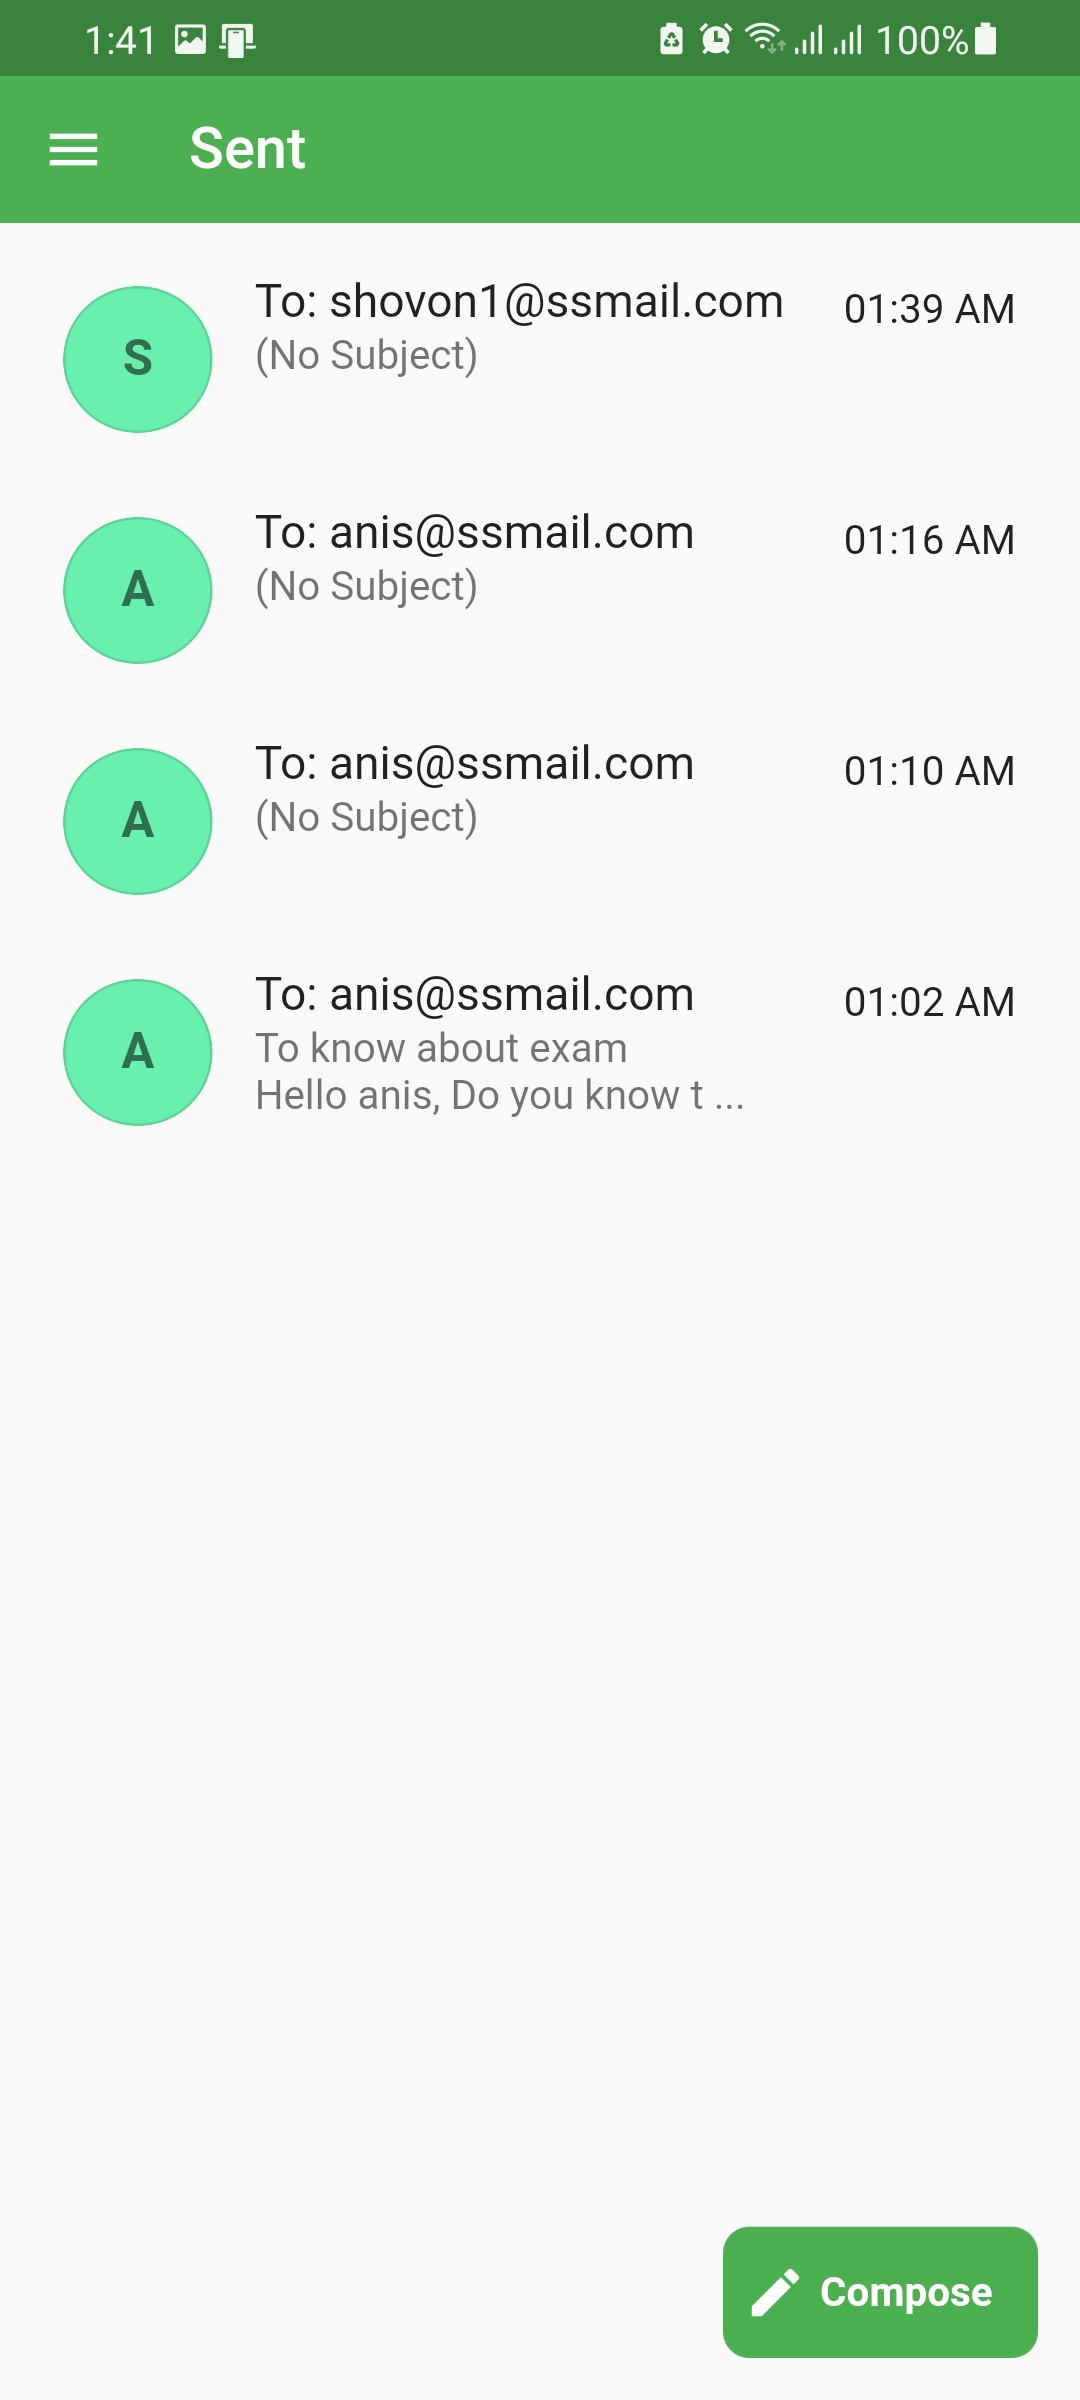 1:41 100%
Sent
S To: shovon1@ssmail.com 01:39 AM
(No Subject)
A To: anis@ssmail.com 01:16 AM
(No Subject)
A To: anis@ssmail.com 01:10 AM
(No Subject)
A To: anis@ssmail.com 01:02 AM
To know about exam
Hello anis, Do you know t ...
Compose